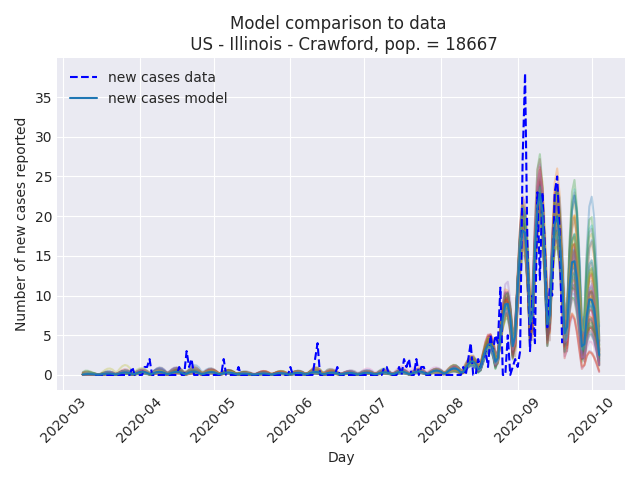 Model comparison to data
US - Illinois - Crawford, pop. = 18667
new cases data
new cases model
Number of new cases reported
35
30
25
20
15
10
5
0
2020-03
2020-04
2020-05
2020-06
2020-07
2020-08
2020-09
2020-10
Day